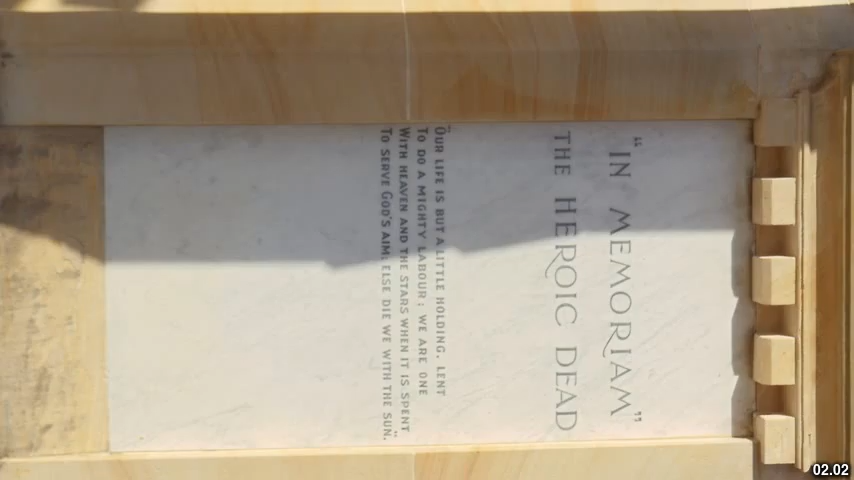 “IN MEMORIAM”
THE HEROIC DEAD
“OUR LIFE IS BUT A LITTLE HOLDING, LENT
TO DO A MIGHTY LABOUR; WE ARE ONE
WITH HEAVEN AND THE STARS WHEN IT IS SPENT
TO SERVE GOD'S AIM; ELSE DIE WE WITH THE SUN.”
02.02